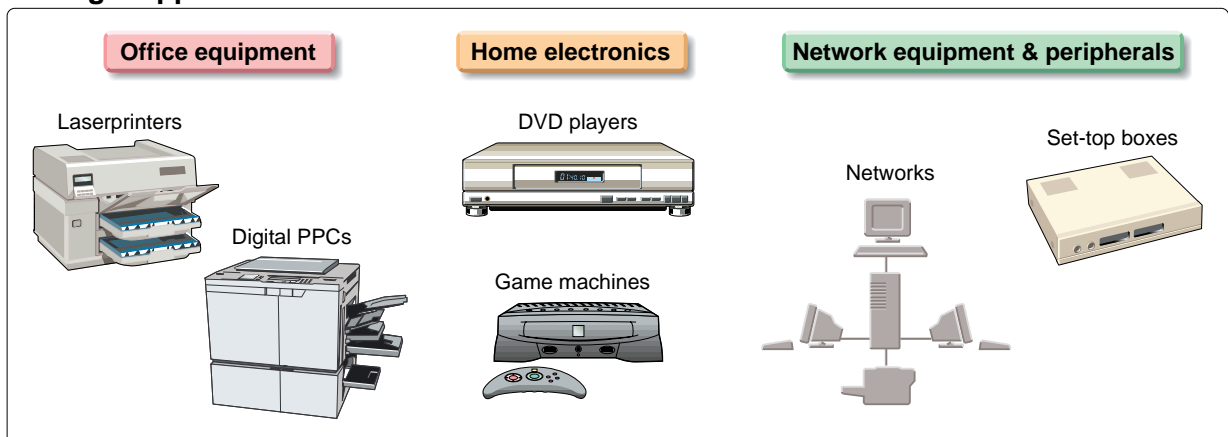 Office equipment
Home electronics
Network equipment & peripherals
Laserprinters
Digital PPCs
DVD players
Game machines
Networks
Set-top boxes